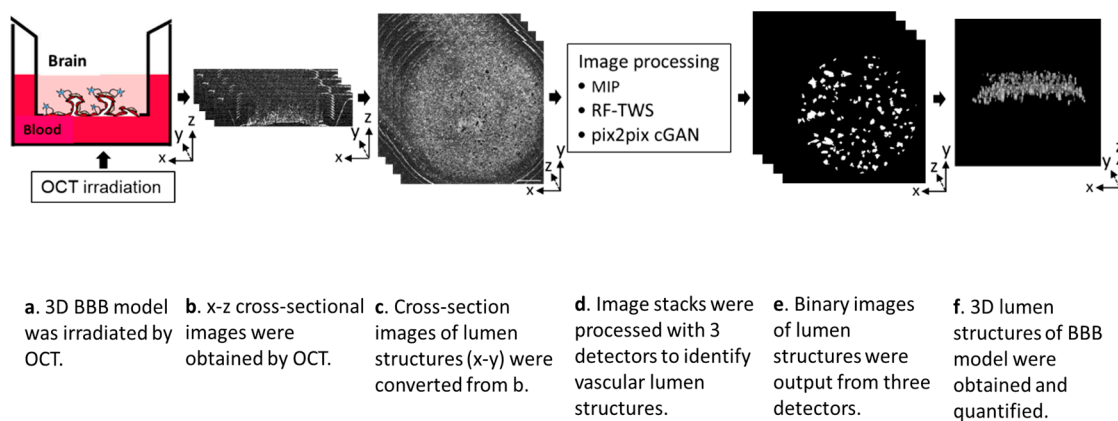 Brain
Blood
z
y
x
OCT irradiation
z
y
x
y
z
x
Image processing
• MIP
• RF-TWS
• pix2pix cGAN
y
z
x
z
y
x
a. 3D BBB model
was irradiated by
OCT.
b. x-z cross-sectional
images were
obtained by OCT.
c. Cross-section
images of lumen
structures (x-y) were
converted from b.
d. Image stacks were
processed with 3
detectors to identify
vascular lumen
structures.
e. Binary images
of lumen
structures were
output from three
detectors.
f. 3D lumen
structures of BBB
model were
obtained and
quantified.